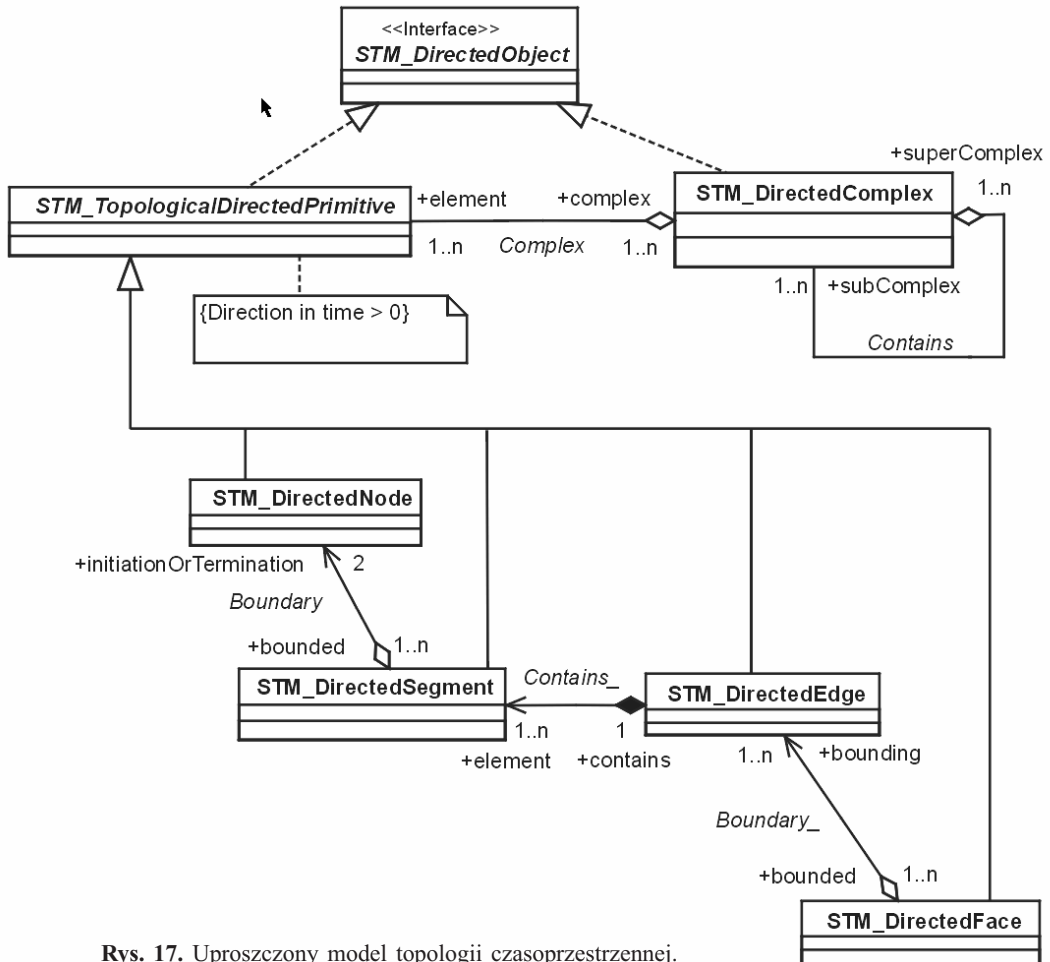 <<Interface>>
STM_DirectedObject
+superComplex
1..n
STM_TopologicalDirectedPrimitive
+element
+complex
STM_DirectedComplex
1..n
Complex
1..n
{Direction in time > 0}
1..n
+subComplex
Contains
STM_DirectedNode
+initiationOrTermination
2
Boundary
+bounded
1..n
STM_DirectedSegment
Contains_
STM_DirectedEdge
1..n
1
+element
+contains
1..n
+bounding
Boundary_
+bounded
1..n
STM_DirectedFace
Rys. 17. Uproszczony model topologii czasoprzestrzennej.